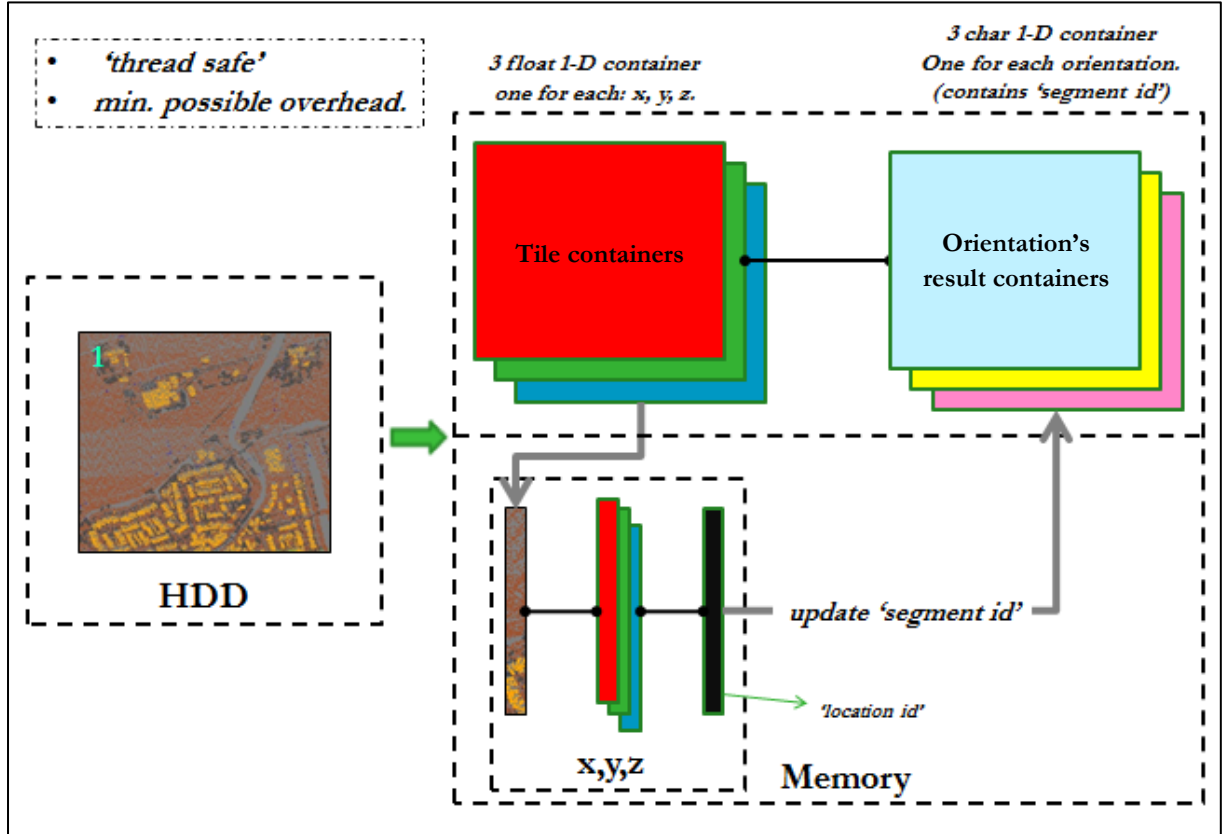 • 'thread safe'
• min. possible overhead.
3 float 1-D container
one for each: x, y, z.
3 char 1-D container
One for each orientation.
(contains 'segment id')
Tile containers
Orientation's
result containers
1
HDD
update 'segment id'
'location id'
x,y,z
Memory